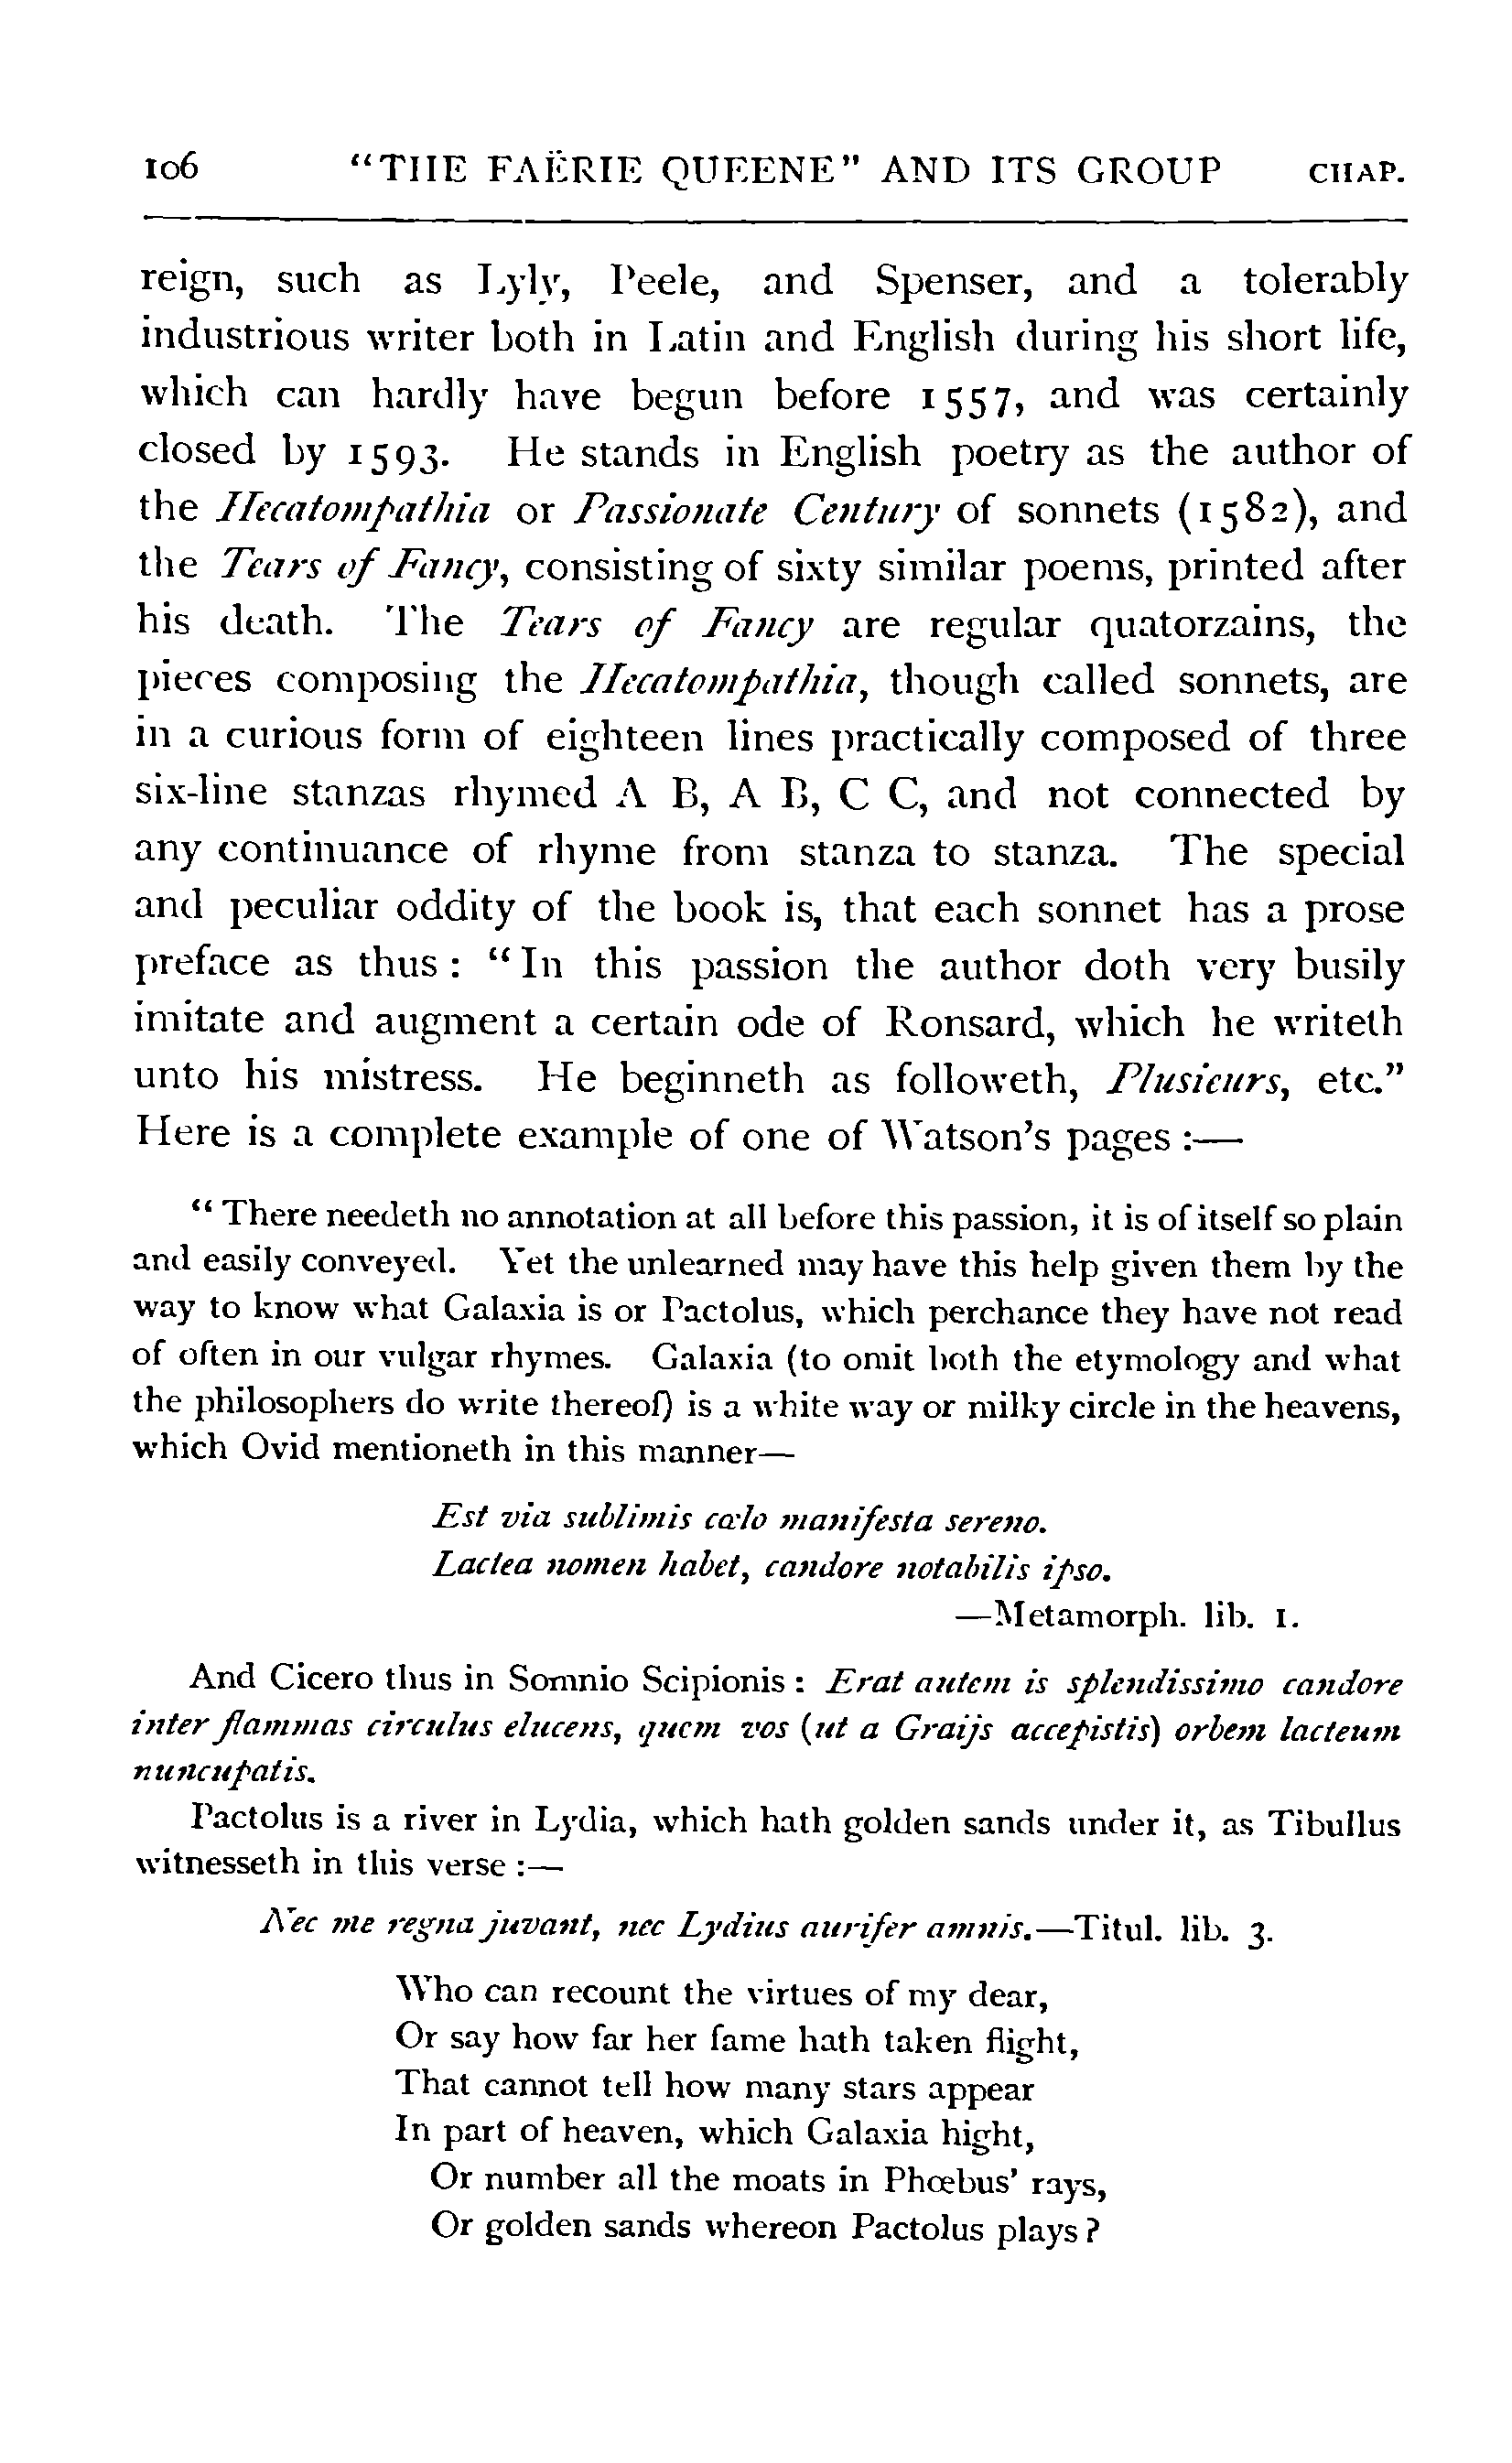 106 "THE FAËRIE QUEENE" AND ITS GROUP CHAP.
reign, such as Lyly, Peele, and Spenser, and a tolerably
industrious writer both in Latin and English during his short life,
which can hardly have begun before 1557, and was certainly
closed by 1593. He stands in English poetry as the author of
the Hecatompathia or Passionate Century of sonnets (1582), and
the Tears of Fancy, consisting of sixty similar poems, printed after
his death. The Tears of Fancy are regular quatorzains, the
pieces composing the Hecatompathia, though called sonnets, are
in a curious form of eighteen lines practically composed of three
six-line stanzas rhymed A B, A B, C C, and not connected by
any continuance of rhyme from stanza to stanza. The special
and peculiar oddity of the book is, that each sonnet has a prose
preface as thus: "In this passion the author doth very busily
imitate and augment a certain ode of Ronsard, which he writeth
unto his mistress. He beginneth as followeth, Plusieurs, etc."
Here is a complete example of one of Watson's pages:—
"There needeth no annotation at all before this passion, it is of itself so plain
and easily conveyed. Yet the unlearned may have this help given them by the
way to know what Galaxia is or Pactolus, which perchance they have not read
of often in our vulgar rhymes. Galaxia (to omit both the etymology and what
the philosophers do write thereof) is a white way or milky circle in the heavens,
which Ovid mentioneth in this manner—
Est via sublimis cœlo manifesta sereno.
Lactea nomen habet, candore notabilis ipso.
—Metamorph. lib. 1.
And Cicero thus in Somnio Scipionis: Erat autem is splendissimo candore
inter flammas circulus elucens, quem vos (ut a Graijs accepistis) orbem lacteum
nuncupatis.
Pactolus is a river in Lydia, which hath golden sands under it, as Tibullus
witnesseth in this verse:—
Nec me regna juvant, nec Lydius aurifer amnis.—Titul. lib. 3.
Who can recount the virtues of my dear,
Or say how far her fame hath taken flight,
That cannot tell how many stars appear
In part of heaven, which Galaxia hight,
Or number all the moats in Phœbus' rays,
Or golden sands whereon Pactolus plays?